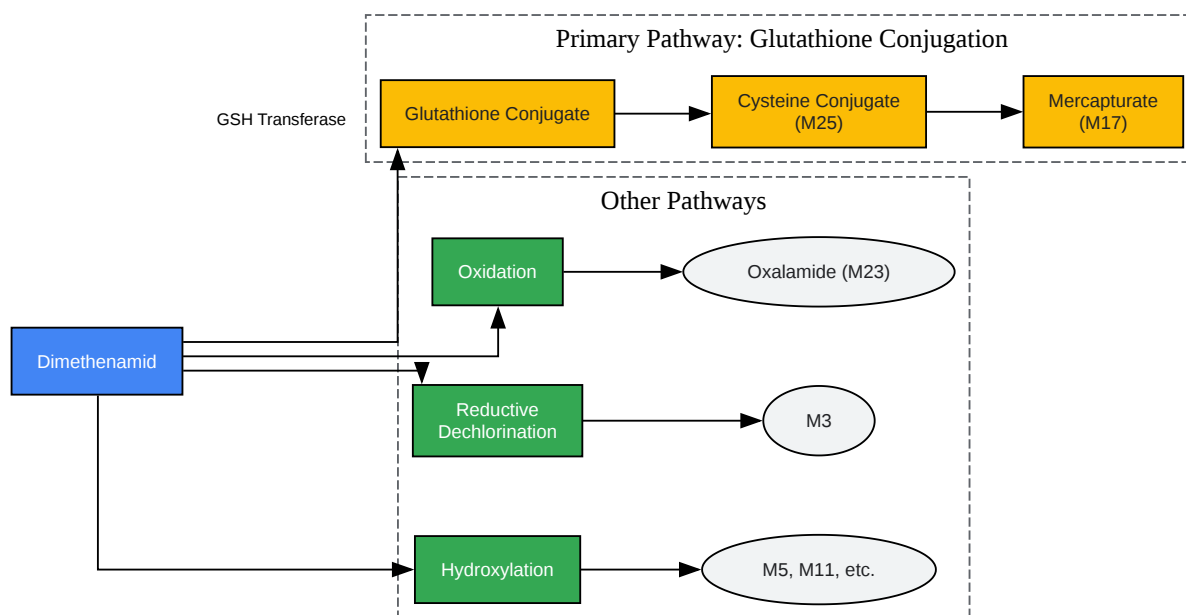 Primary Pathway: Glutathione Conjugation
GSH Transferase
Glutathione Conjugate
Cysteine Conjugate
(M25)
Mercapturate
(M17)
Other Pathways
Oxidation
Oxalamide (M23)
Dimethenamid
Reductive
Dechlorination
M3
Hydroxylation
M5, M11, etc.